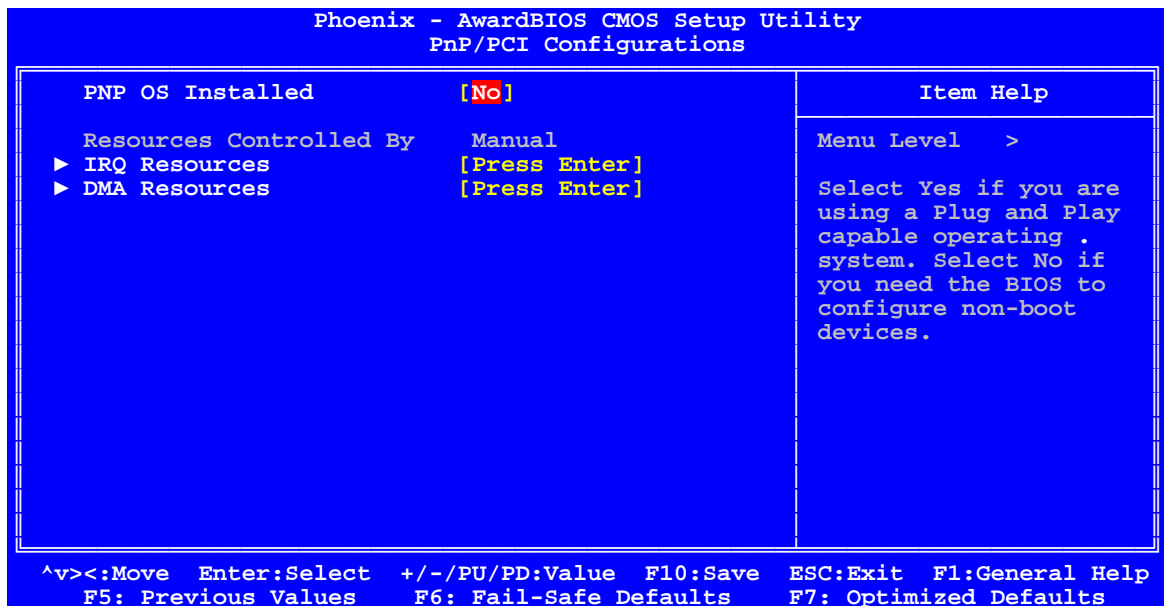 Phoenix - AwardBIOS CMOS Setup Utility
PnP/PCI Configurations
PNP OS Installed [No]
Resources Controlled By Manual
► IRQ Resources [Press Enter]
► DMA Resources [Press Enter]
Item Help
Menu Level >
Select Yes if you are
using a Plug and Play
capable operating .
system. Select No if
you need the BIOS to
configure non-boot
devices.
^v><:Move Enter:Select +/-/PU/PD:Value F10:Save ESC:Exit F1:General Help
F5: Previous Values F6: Fail-Safe Defaults F7: Optimized Defaults